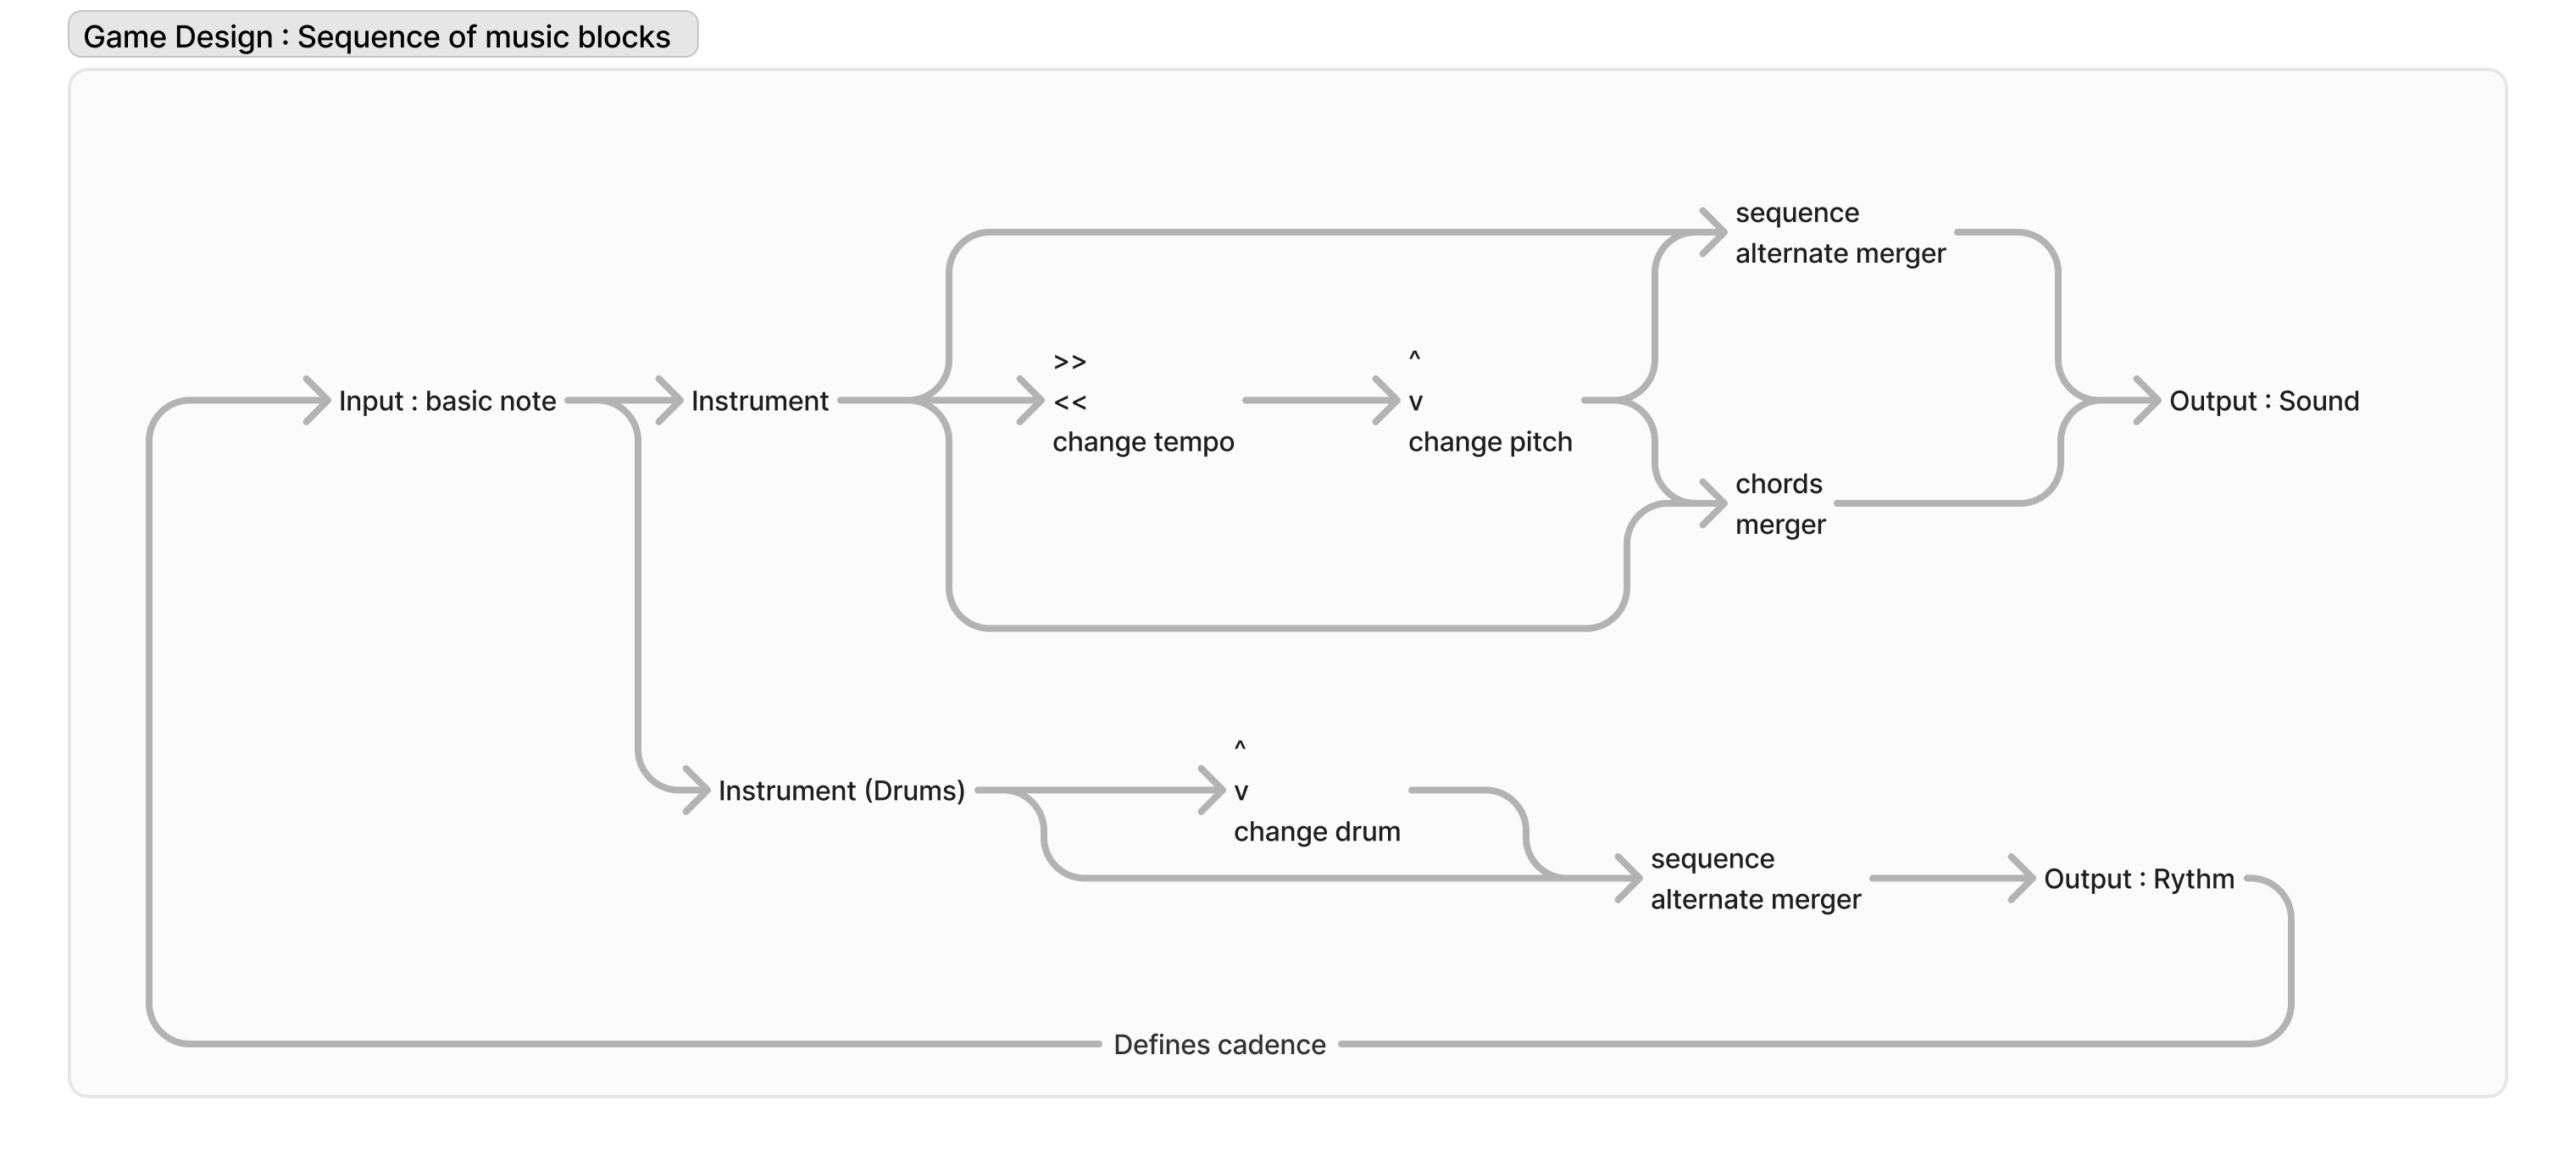 Game Design : Sequence of music blocks
sequence
alternate merger
>>
<<
change tempo
^
v
change pitch
Input : basic note
Instrument
Output : Sound
chords
merger
^
v
change drum
Instrument (Drums)
sequence
alternate merger
Output : Rythm
Defines cadence